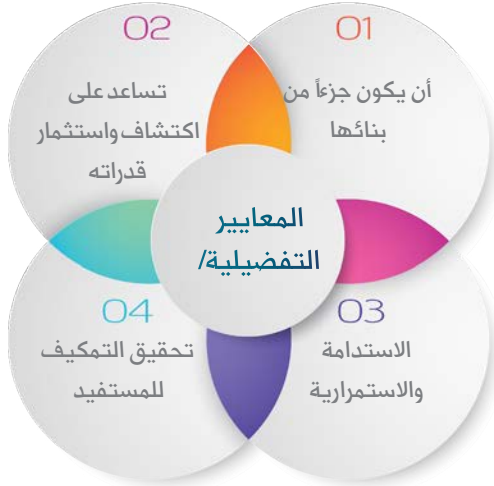 01
أن يكون جزءاً من
بنائها
02
تساعد على
اكتشاف واستثمار
قدراته
المعايير
التفضيلية/
03
الاستدامة
والاستمرارية
04
تحقيق التمكيف
للمستفيد